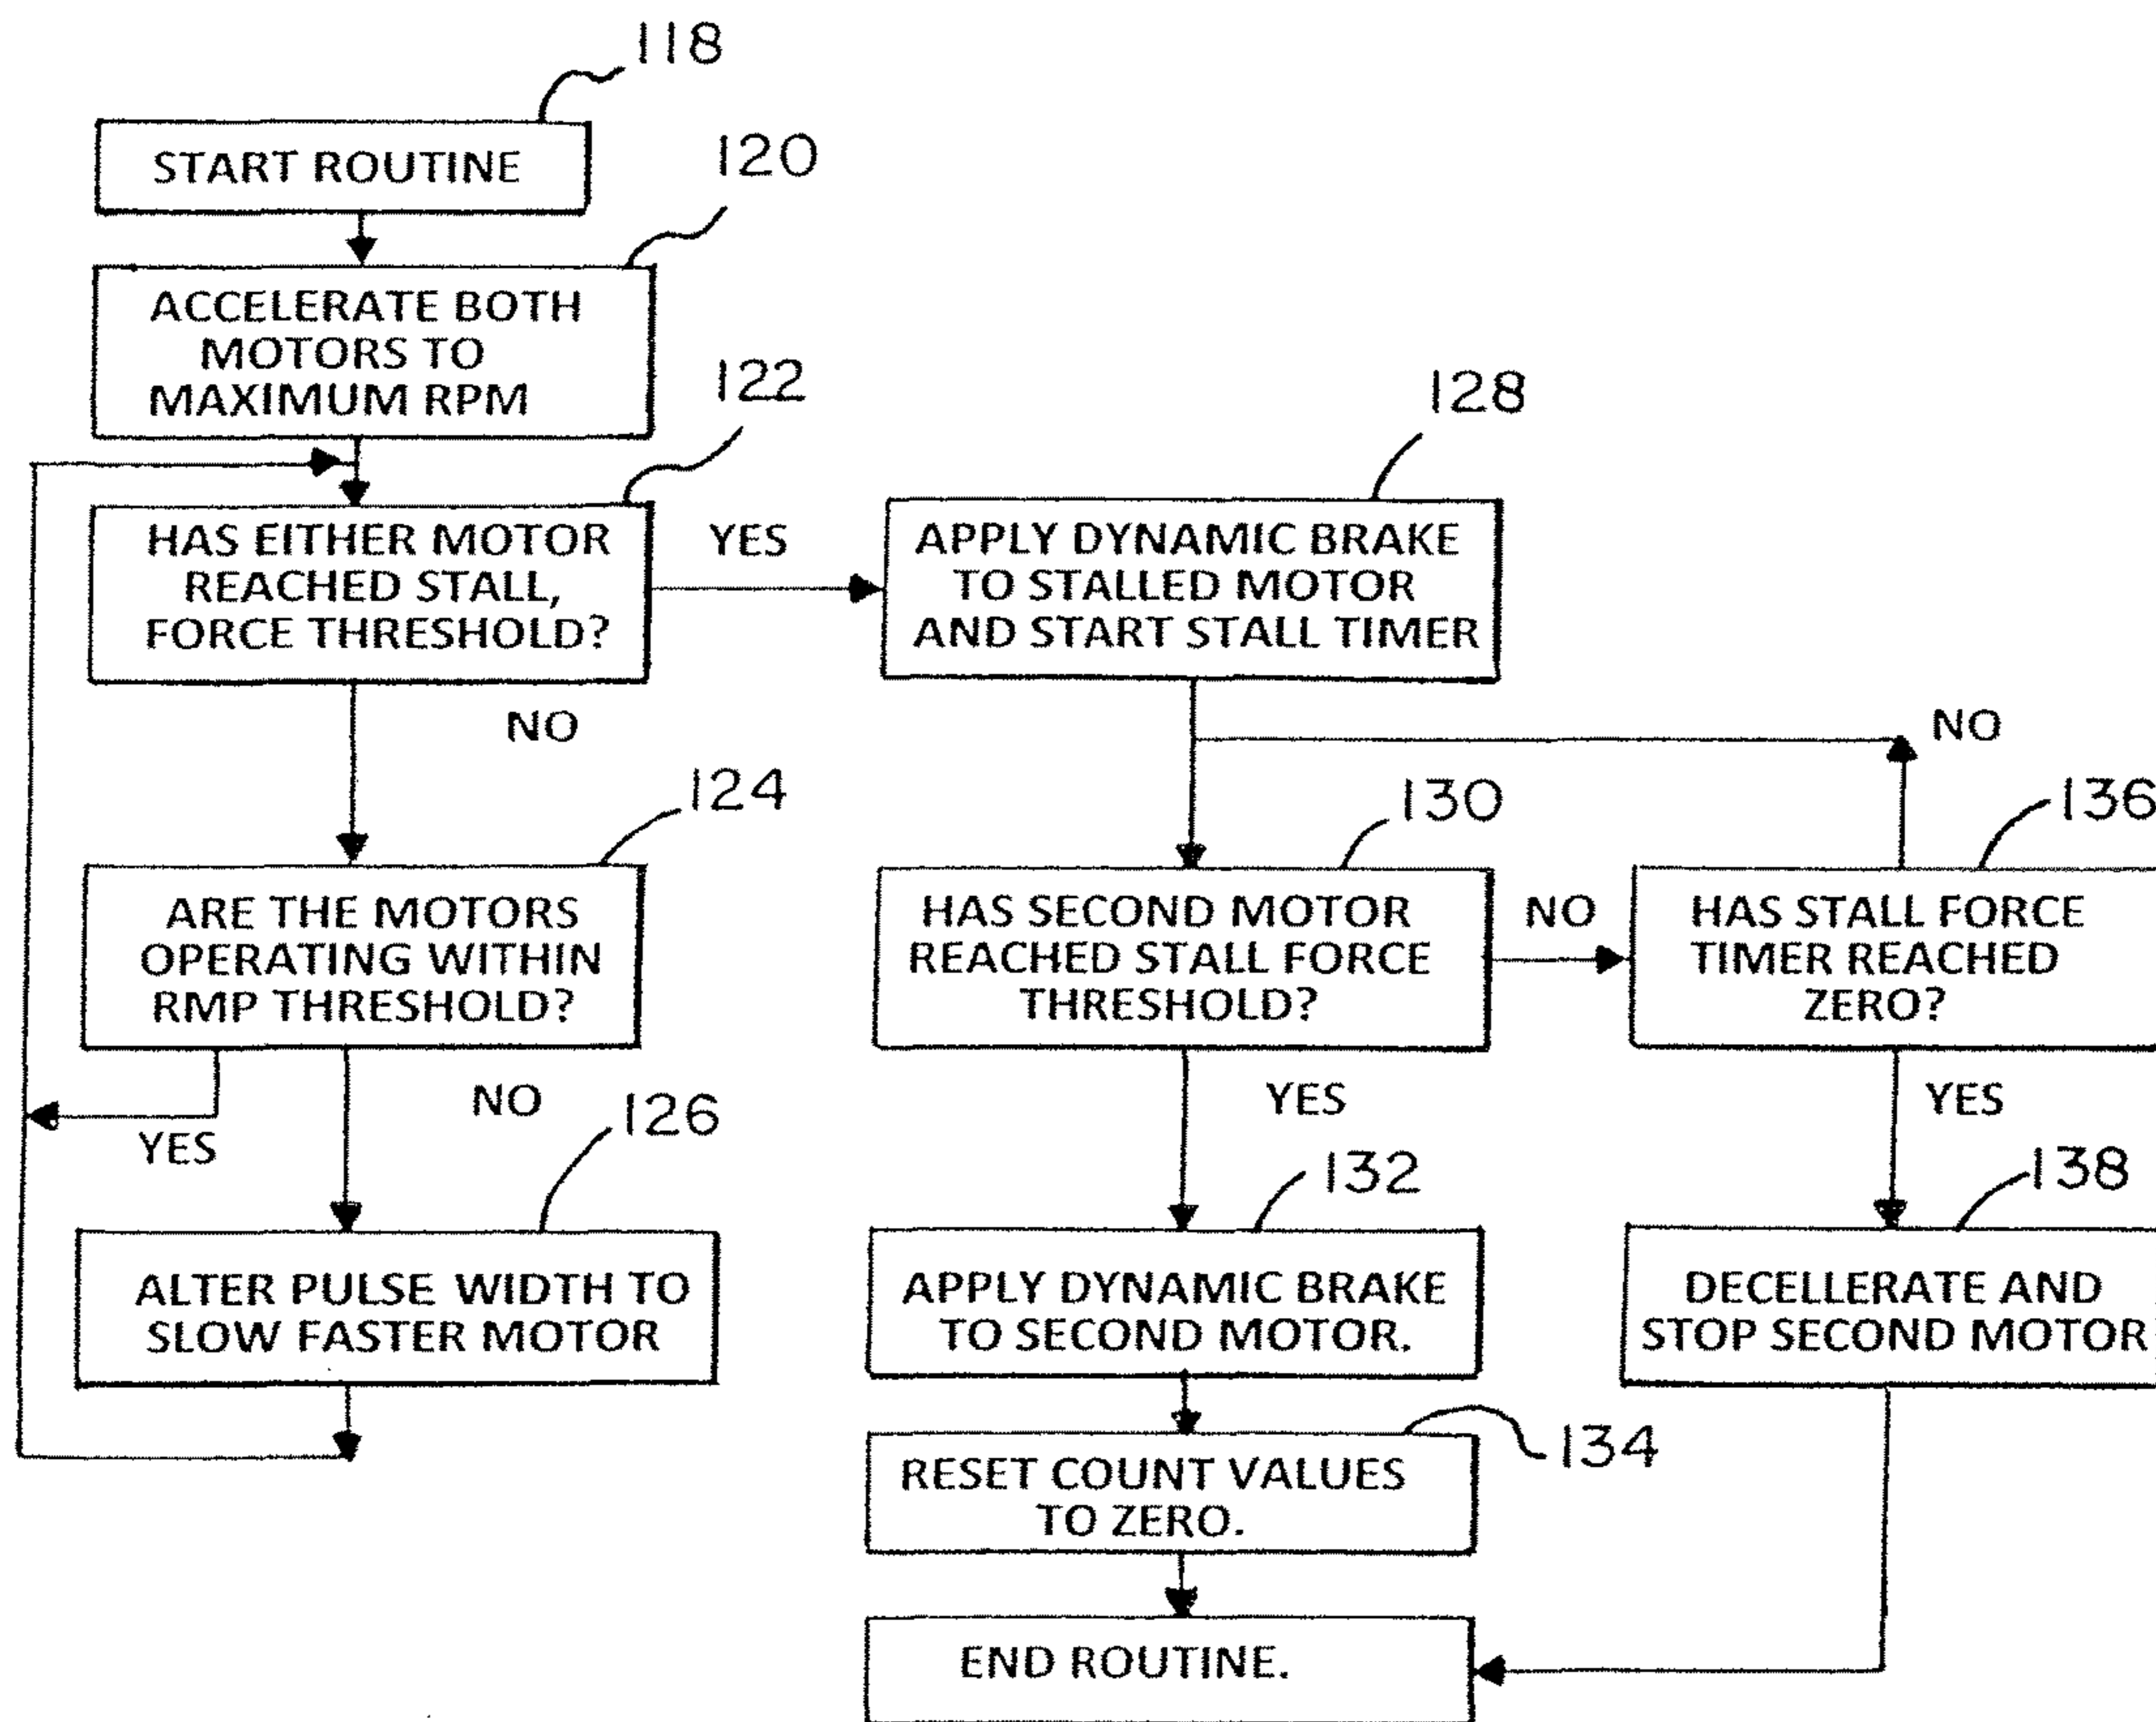 118
START ROUTINE
120
ACCELERATE BOTH
MOTORS TO
MAXIMUM RPM
122
HAS EITHER MOTOR
REACHED STALL,
FORCE THRESHOLD?
YES
NO
124
ARE THE MOTORS
OPERATING WITHIN
RMP THRESHOLD?
YES
NO
126
ALTER PULSE WIDTH TO
SLOW FASTER MOTOR
128
APPLY DYNAMIC BRAKE
TO STALLED MOTOR
AND START STALL TIMER
130
HAS SECOND MOTOR
REACHED STALL FORCE
THRESHOLD?
NO
YES
132
APPLY DYNAMIC BRAKE
TO SECOND MOTOR.
134
RESET COUNT VALUES
TO ZERO.
END ROUTINE.
NO
136
HAS STALL FORCE
TIMER REACHED
ZERO?
YES
138
DECELLERATE AND
STOP SECOND MOTOR